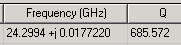 Frequency (GHz) Q
24.2994 +j 0.0177220 685.572